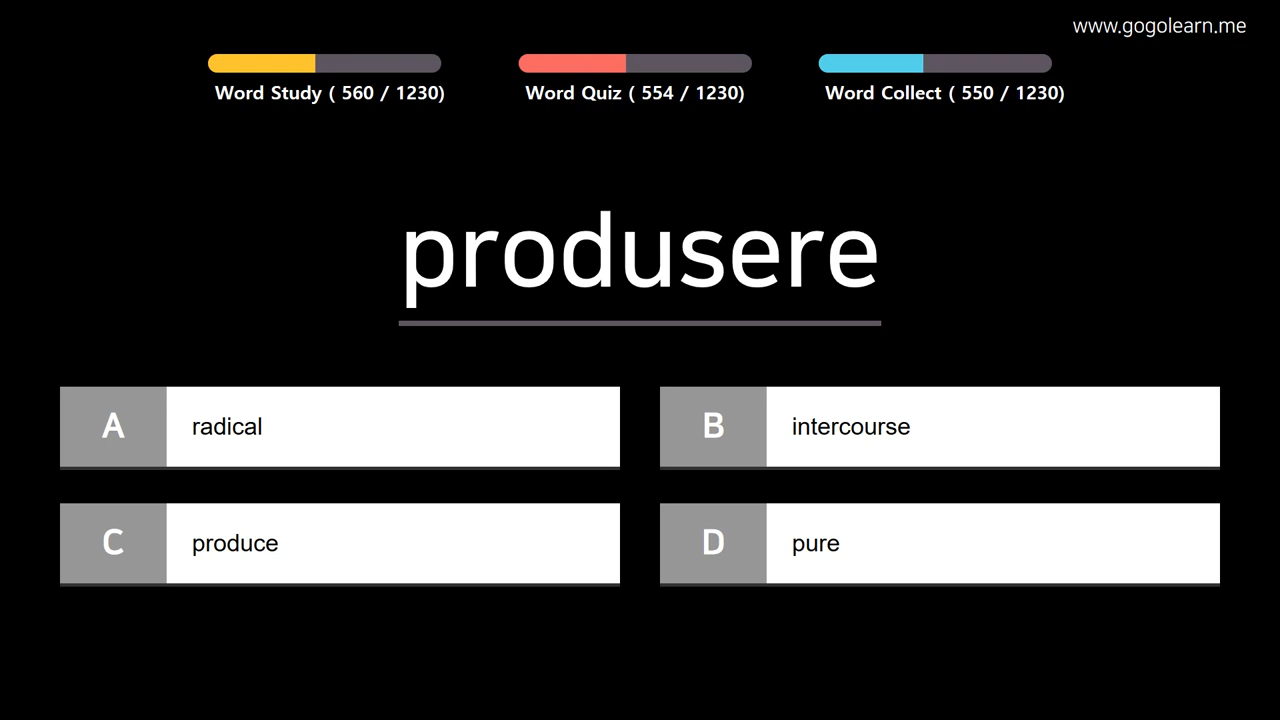 www.gogolearn.me
Word Study ( 560 / 1230)
Word Quiz ( 554 / 1230)
Word Collect ( 550 / 1230)
produsere
A radical
B intercourse
C produce
D pure